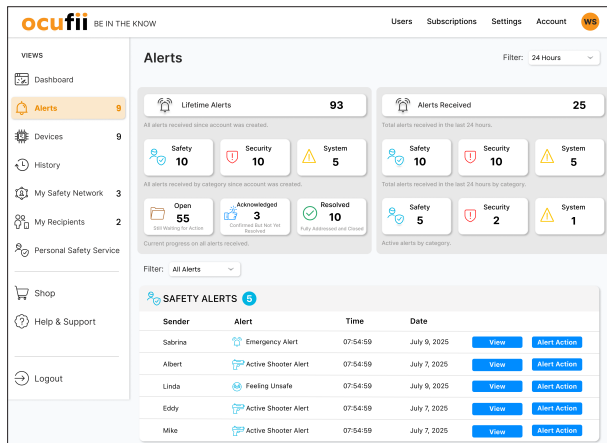 ocufii BE IN THE KNOW
Users Subscriptions Settings Account WS
VIEWS
Dashboard
Alerts 9
Devices 9
History
My Safety Network 3
My Recipients 2
Personal Safety Service
Shop
Help & Support
Logout
Alerts
Filter: 24 Hours
Lifetime Alerts 93
All alerts received since account was created.
Safety 10
Security 10
System 5
All alerts received by category since account was created.
Open 55
Still Waiting for Action
Acknowledged 3
Confirmed But Not Yet
Resolved
Resolved 10
Fully Addressed and Closed
Current progress on all alerts received.
Alerts Received 25
Total alerts received in the last 24 hours.
Safety 10
Security 10
System 5
Total alerts received in the last 24 hours by category.
Safety 5
Security 2
System 1
Active alerts by category.
Filter: All Alerts
SAFETY ALERTS 5
Sender Alert Time Date
Sabrina Emergency Alert 07:54:59 July 9, 2025 View Alert Action
Albert Active Shooter Alert 07:54:59 July 7, 2025 View Alert Action
Linda Feeling Unsafe 07:54:59 July 9, 2025 View Alert Action
Eddy Active Shooter Alert 07:54:59 July 7, 2025 View Alert Action
Mike Active Shooter Alert 07:54:59 July 7, 2025 View Alert Action